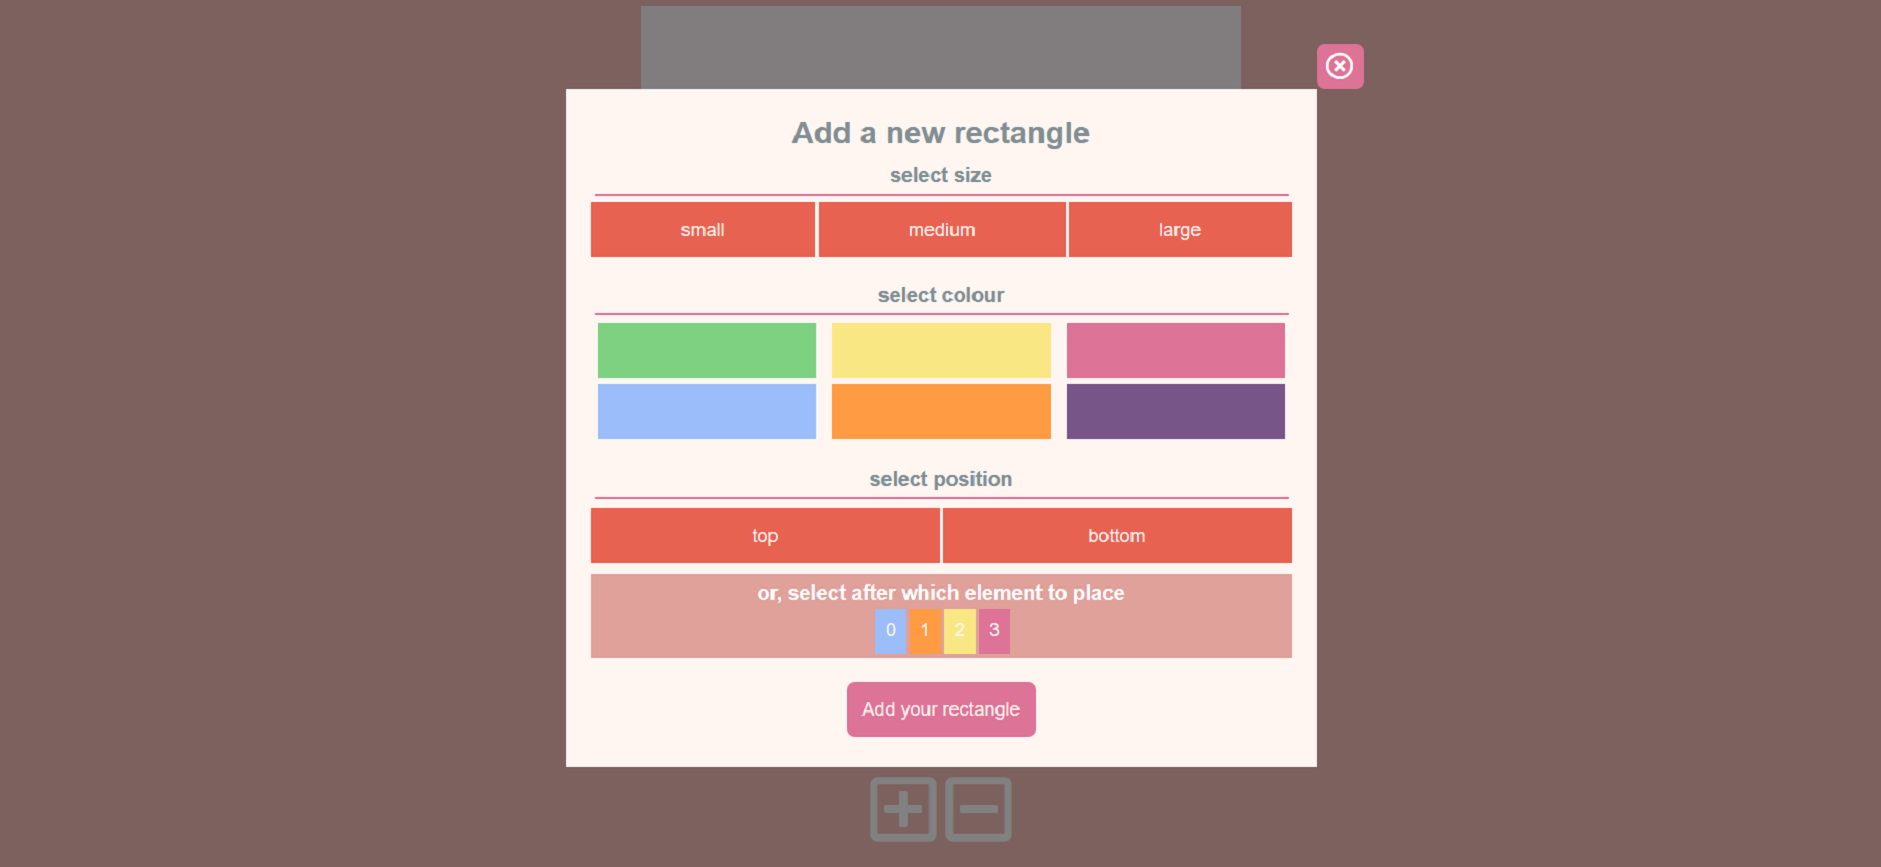 Add a new rectangle
select size
small medium large
select colour
select position
top bottom
or, select after which element to place
0 1 2 3
Add your rectangle